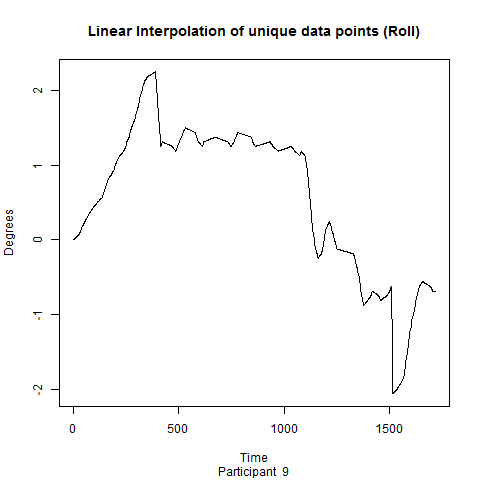 Linear Interpolation of unique data points (Roll)
Degrees
2
1
0
-1
-2
0 500 1000 1500
Time
Participant 9